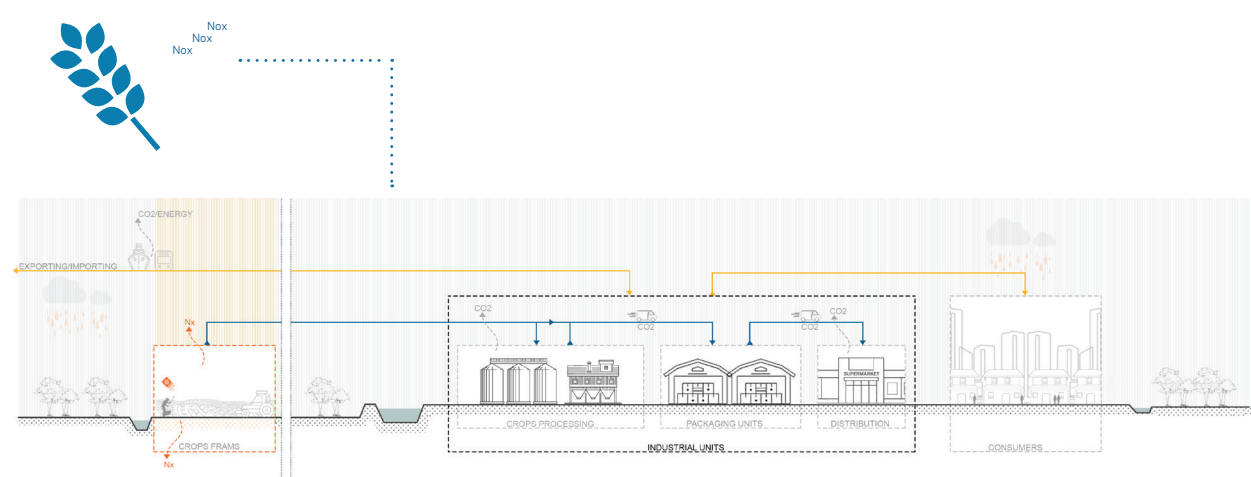 Nox
Nox
Nox
CO2/ENERGY
EXPORTING/IMPORTING
Nx
CO2
CO2
CO2
CO2
SUPERMARKET
CROPS PROCESSING
PACKAGING UNITS
DISTRIBUTION
CROPS FRAMS
INDUSTRIAL UNITS
CONSUMERS
Nx